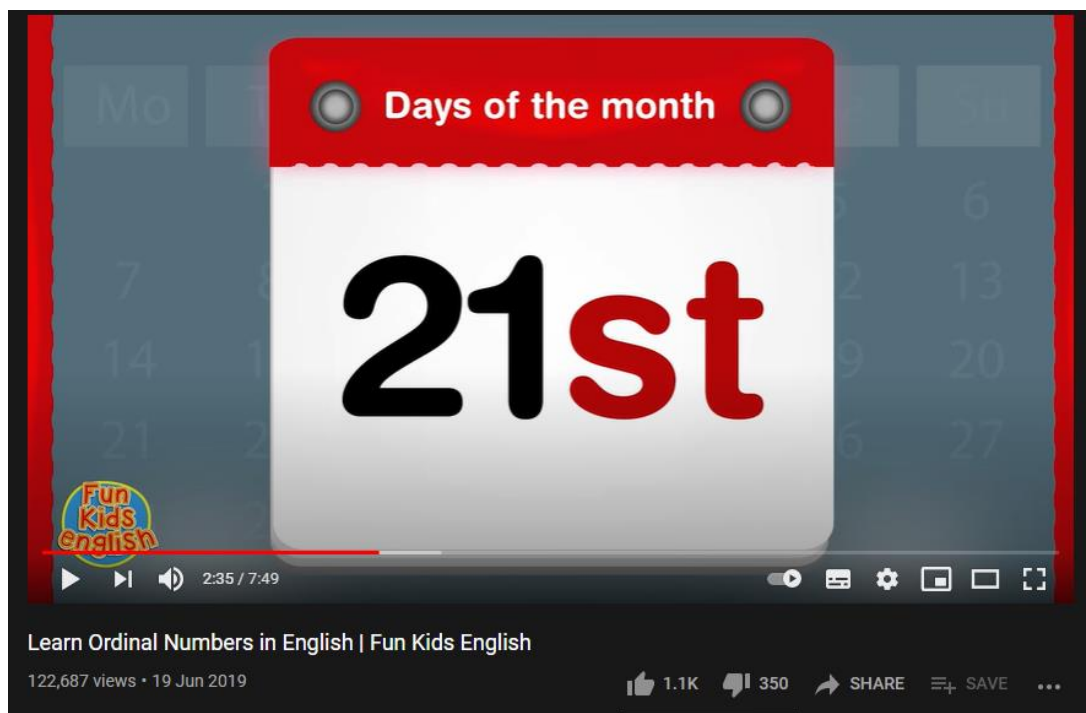 Mo
Su
Days of the month
6
7
13
14
20
21
27
21st
Fun
Kids
english
2:35 / 7:49
Learn Ordinal Numbers in English | Fun Kids English
122,687 views • 19 Jun 2019
1.1K
350
SHARE
SAVE